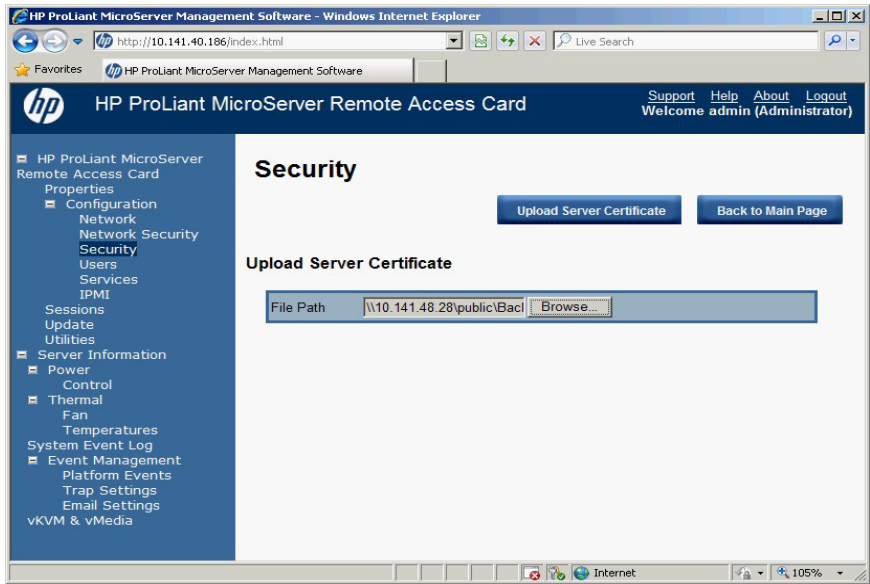 HP ProLiant MicroServer Management Software - Windows Internet Explorer
http://10.141.40.186/index.html
Live Search
Favorites
HP ProLiant MicroServer Management Software
hp
HP ProLiant MicroServer Remote Access Card
Support Help About Logout
Welcome admin (Administrator)
HP ProLiant MicroServer
Remote Access Card
Properties
Configuration
Network
Network Security
Security
Users
Services
IPMI
Sessions
Update
Utilities
Server Information
Power
Control
Thermal
Fan
Temperatures
System Event Log
Event Management
Platform Events
Trap Settings
Email Settings
vKVM & vMedia
Security
Upload Server Certificate
Back to Main Page
Upload Server Certificate
File Path
\\10.141.48.28\public\Bacl
Browse...
Internet
105%